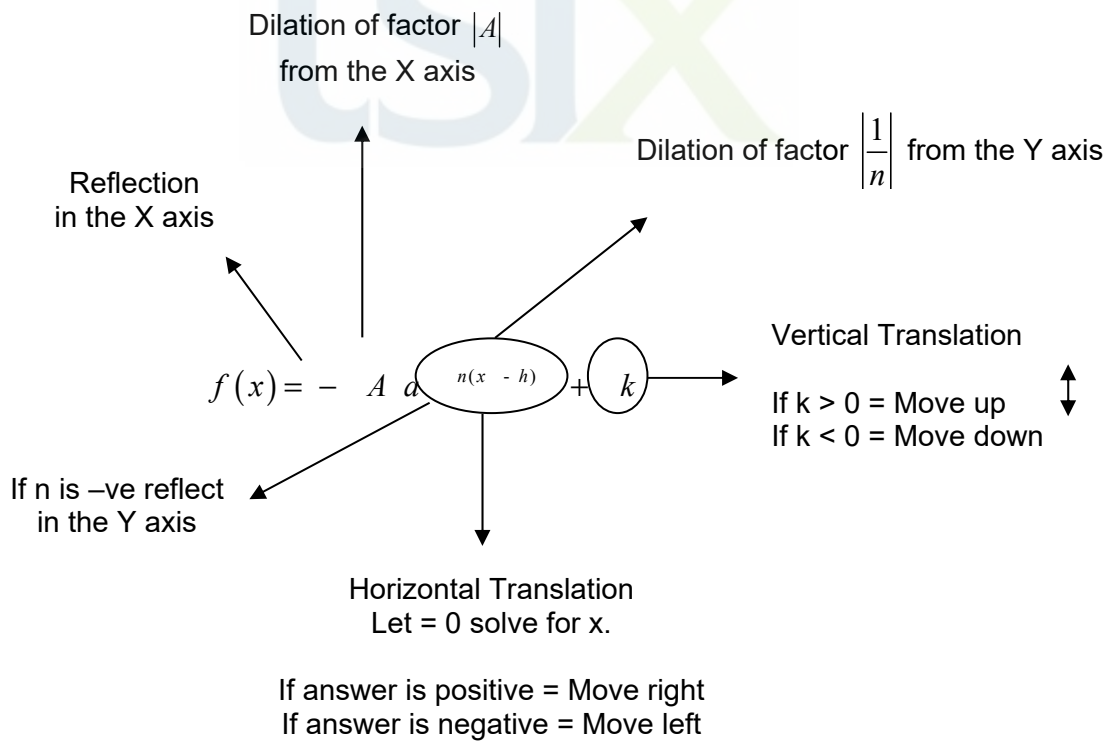 Dilation of factor |A|
from the X axis
Dilation of factor |1/n| from the Y axis
Reflection
in the X axis
Vertical Translation
f(x) = − A a n(x - h) + k
If k > 0 = Move up
If k < 0 = Move down
If n is –ve reflect
in the Y axis
Horizontal Translation
Let = 0 solve for x.
If answer is positive = Move right
If answer is negative = Move left